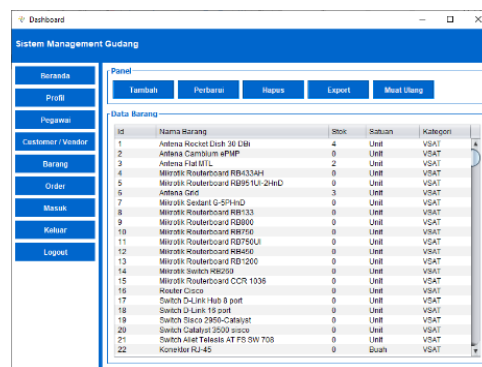 Dashboard
Sistem Management Gudang
Beranda
Profil
Pegawai
Customer / Vendor
Barang
Order
Masuk
Keluar
Logout
Panel
Tambah Perbarui Hapus Export Muat Ulang
Data Barang
Id Nama Barang Stok Satuan Kategori
1 Antena Rocket Dish 30 DBi 4 Unit VSAT
2 Antena Cambium ePMP 0 Unit VSAT
3 Antena Flat MTL 2 Unit VSAT
4 Mikrotik Routerboard RB433AH 0 Unit VSAT
5 Mikrotik Routerboard RB951UI-2HnD 0 Unit VSAT
6 Antena Grid 3 Unit VSAT
7 Mikrotik Sextant G-5PHnD 0 Unit VSAT
8 Mikrotik Routerboard RB133 0 Unit VSAT
9 Mikrotik Routerboard RB800 0 Unit VSAT
10 Mikrotik Routerboard RB750 0 Unit VSAT
11 Mikrotik Routerboard RB750UI 0 Unit VSAT
12 Mikrotik Routerboard RB450 0 Unit VSAT
13 Mikrotik Routerboard RB1200 0 Unit VSAT
14 Mikrotik Switch RB260 0 Unit VSAT
15 Mikrotik Routerboard CCR 1036 0 Unit VSAT
16 Router Cisco 0 Unit VSAT
17 Switch D-Link Hub 8 port 0 Unit VSAT
18 Switch D-Link 16 port 0 Unit VSAT
19 Switch Sisco 2950-Catalyst 0 Unit VSAT
20 Switch Catalyst 3500 sisco 0 Unit VSAT
21 Switch Allet Telesis AT FS SW 708 0 Unit VSAT
22 Konektor RJ-45 0 Buah VSAT